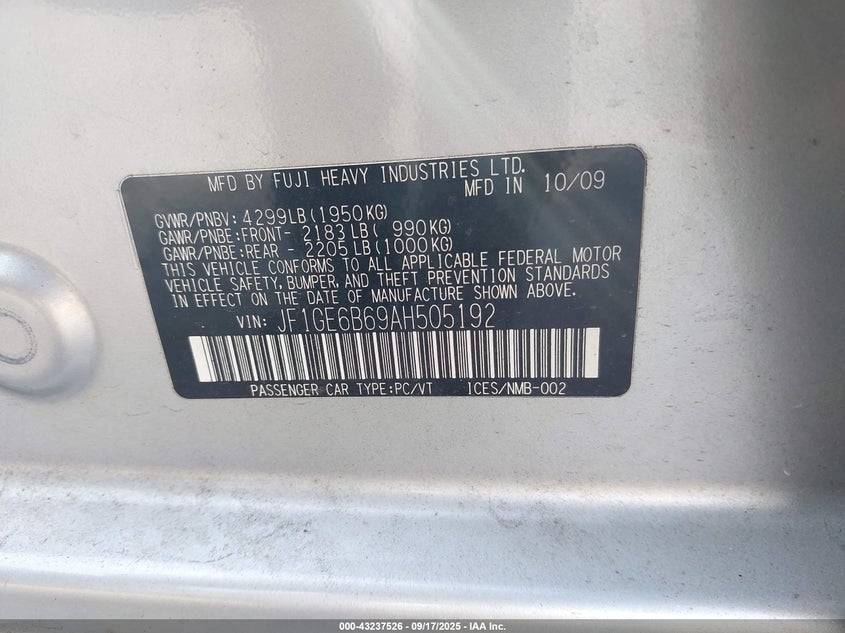 MFD BY FUJI HEAVY INDUSTRIES LTD.
MFD IN 10/09
GVWR/PNBV: 4299LB(1950KG)
GAWR/PNBE:FRONT- 2183LB( 990KG)
GAWR/PNBE:REAR - 2205LB(1000KG)
THIS VEHICLE CONFORMS TO ALL APPLICABLE FEDERAL MOTOR
VEHICLE SAFETY, BUMPER, AND THEFT PREVENTION STANDARDS
IN EFFECT ON THE DATE OF MANUFACTURE SHOWN ABOVE.
VIN: JF1GE6B69AH505192
PASSENGER CAR TYPE:PC/VT ICES/NMB-002
000-43237526 - 09/17/2025 - IAA Inc.